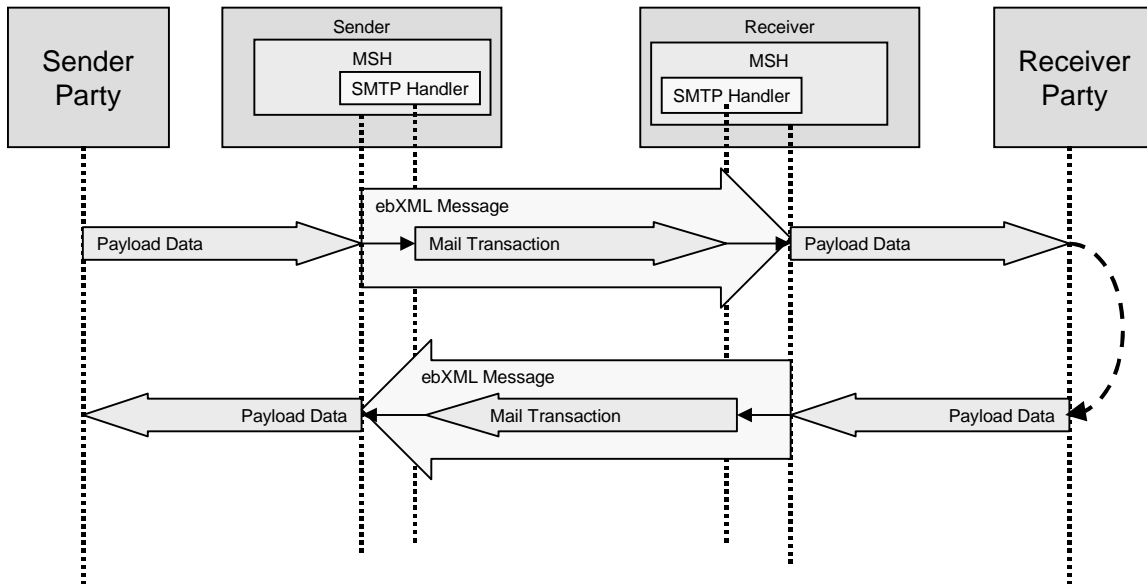 Sender
Party
Sender
MSH
SMTP Handler
Receiver
MSH
SMTP Handler
Receiver
Party
ebXML Message
Payload Data
Mail Transaction
Payload Data
ebXML Message
Payload Data
Mail Transaction
Payload Data